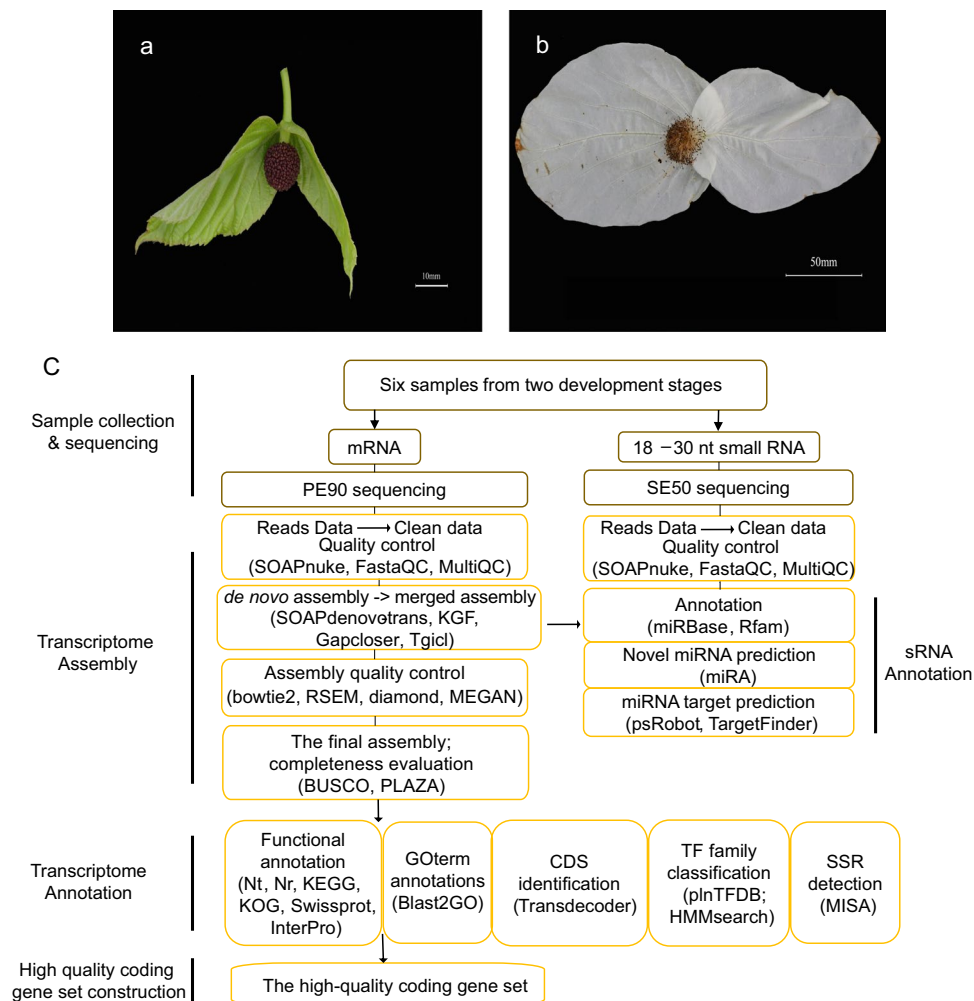 a
b
10mm
50mm
C
Six samples from two development stages
Sample collection
& sequencing
mRNA
18 －30 nt small RNA
PE90 sequencing
SE50 sequencing
Reads Data → Clean data
Quality control
(SOAPnuke, FastaQC, MultiQC)
Reads Data → Clean data
Quality control
(SOAPnuke, FastaQC, MultiQC)
Transcriptome
Assembly
de novo assembly -> merged assembly
(SOAPdenovotrans, KGF,
Gapcloser, Tgicl)
Assembly quality control
(bowtie2, RSEM, diamond, MEGAN)
The final assembly;
completeness evaluation
(BUSCO, PLAZA)
Annotation
(miRBase, Rfam)
Novel miRNA prediction
(miRA)
miRNA target prediction
(psRobot, TargetFinder)
sRNA
Annotation
Transcriptome
Annotation
Functional
annotation
(Nt, Nr, KEGG,
KOG, Swissprot,
InterPro)
GOterm
annotations
(Blast2GO)
CDS
identification
(Transdecoder)
TF family
classification
(plnTFDB;
HMMsearch)
SSR
detection
(MISA)
High quality coding
gene set construction
The high-quality coding gene set